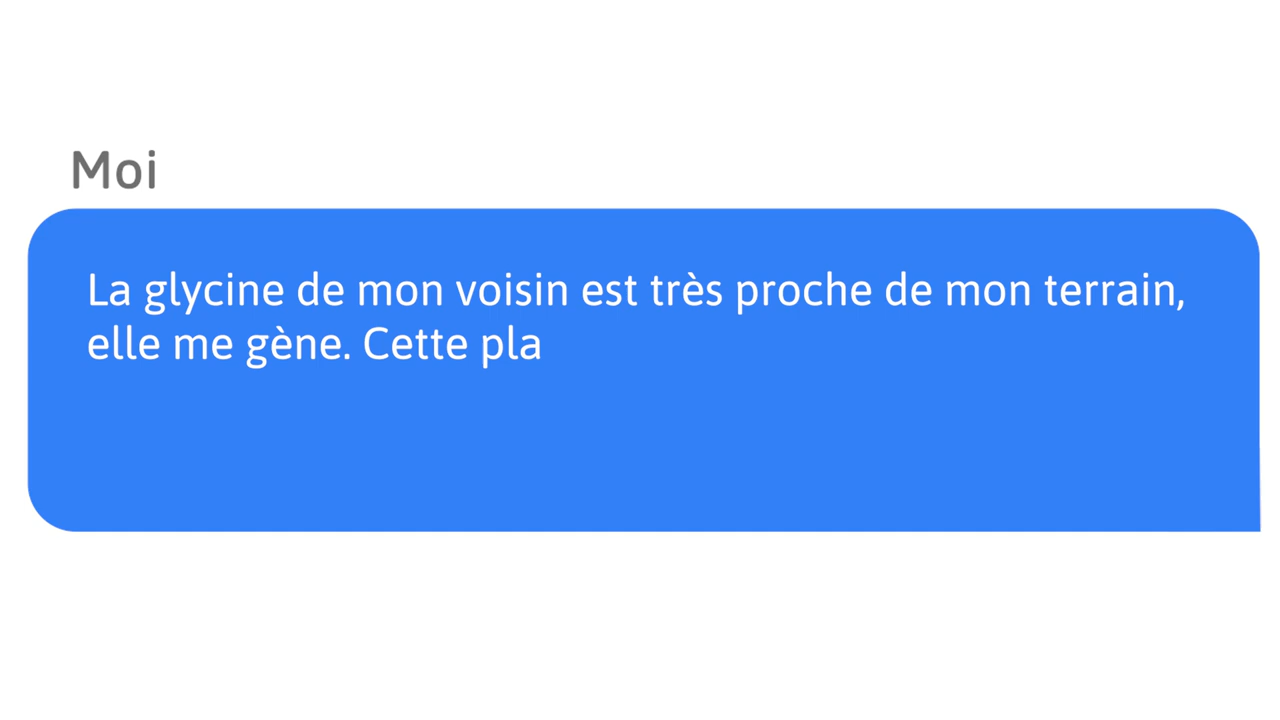 Moi
La glycine de mon voisin est très proche de mon terrain,
elle me gène. Cette pla